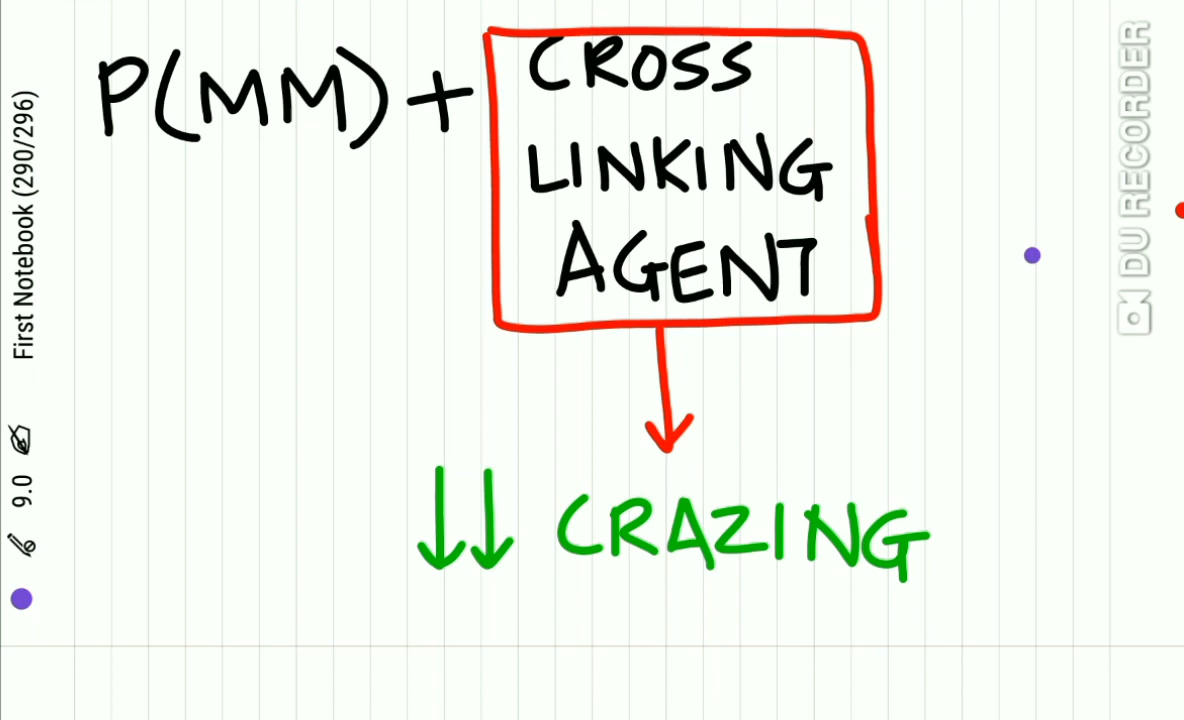 P(MM) + CROSS
LINKING
AGENT
↓↓ CRAZING
First Notebook (290/296)
9.0
DU RECORDER